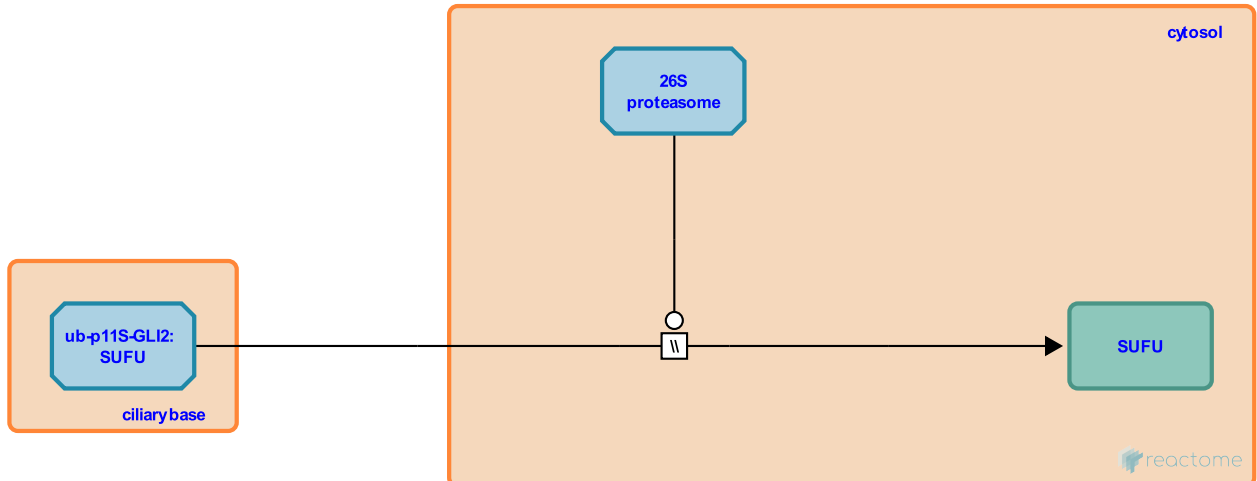 cytosol
26S
proteasome
ub-p11S-GLI2:
SUFU
\\
SUFU
ciliary base
reactome